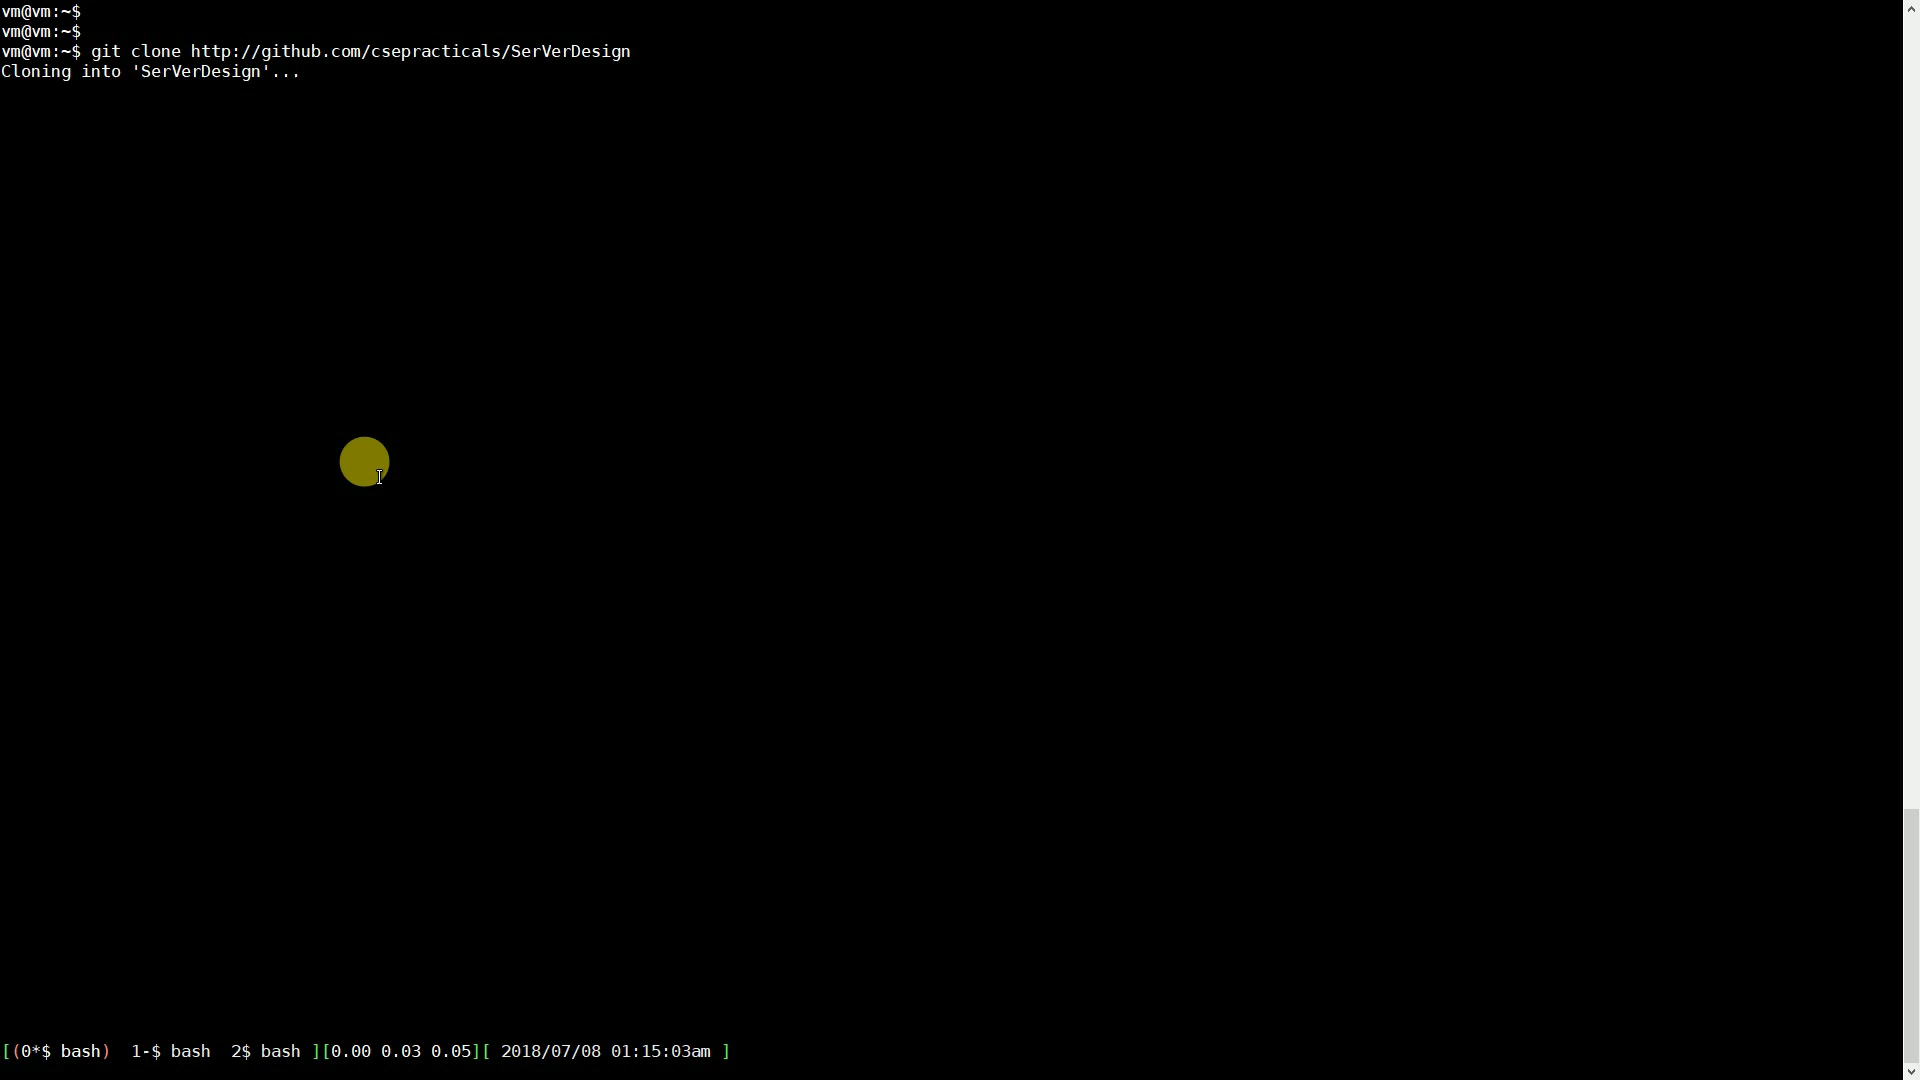 vm@vm:~$
vm@vm:~$
vm@vm:~$ git clone http://github.com/csepracticals/SerVerDesign
Cloning into 'SerVerDesign'...
[(0*$ bash)  1-$ bash  2$ bash ][0.00 0.03 0.05][ 2018/07/08 01:15:03am ]